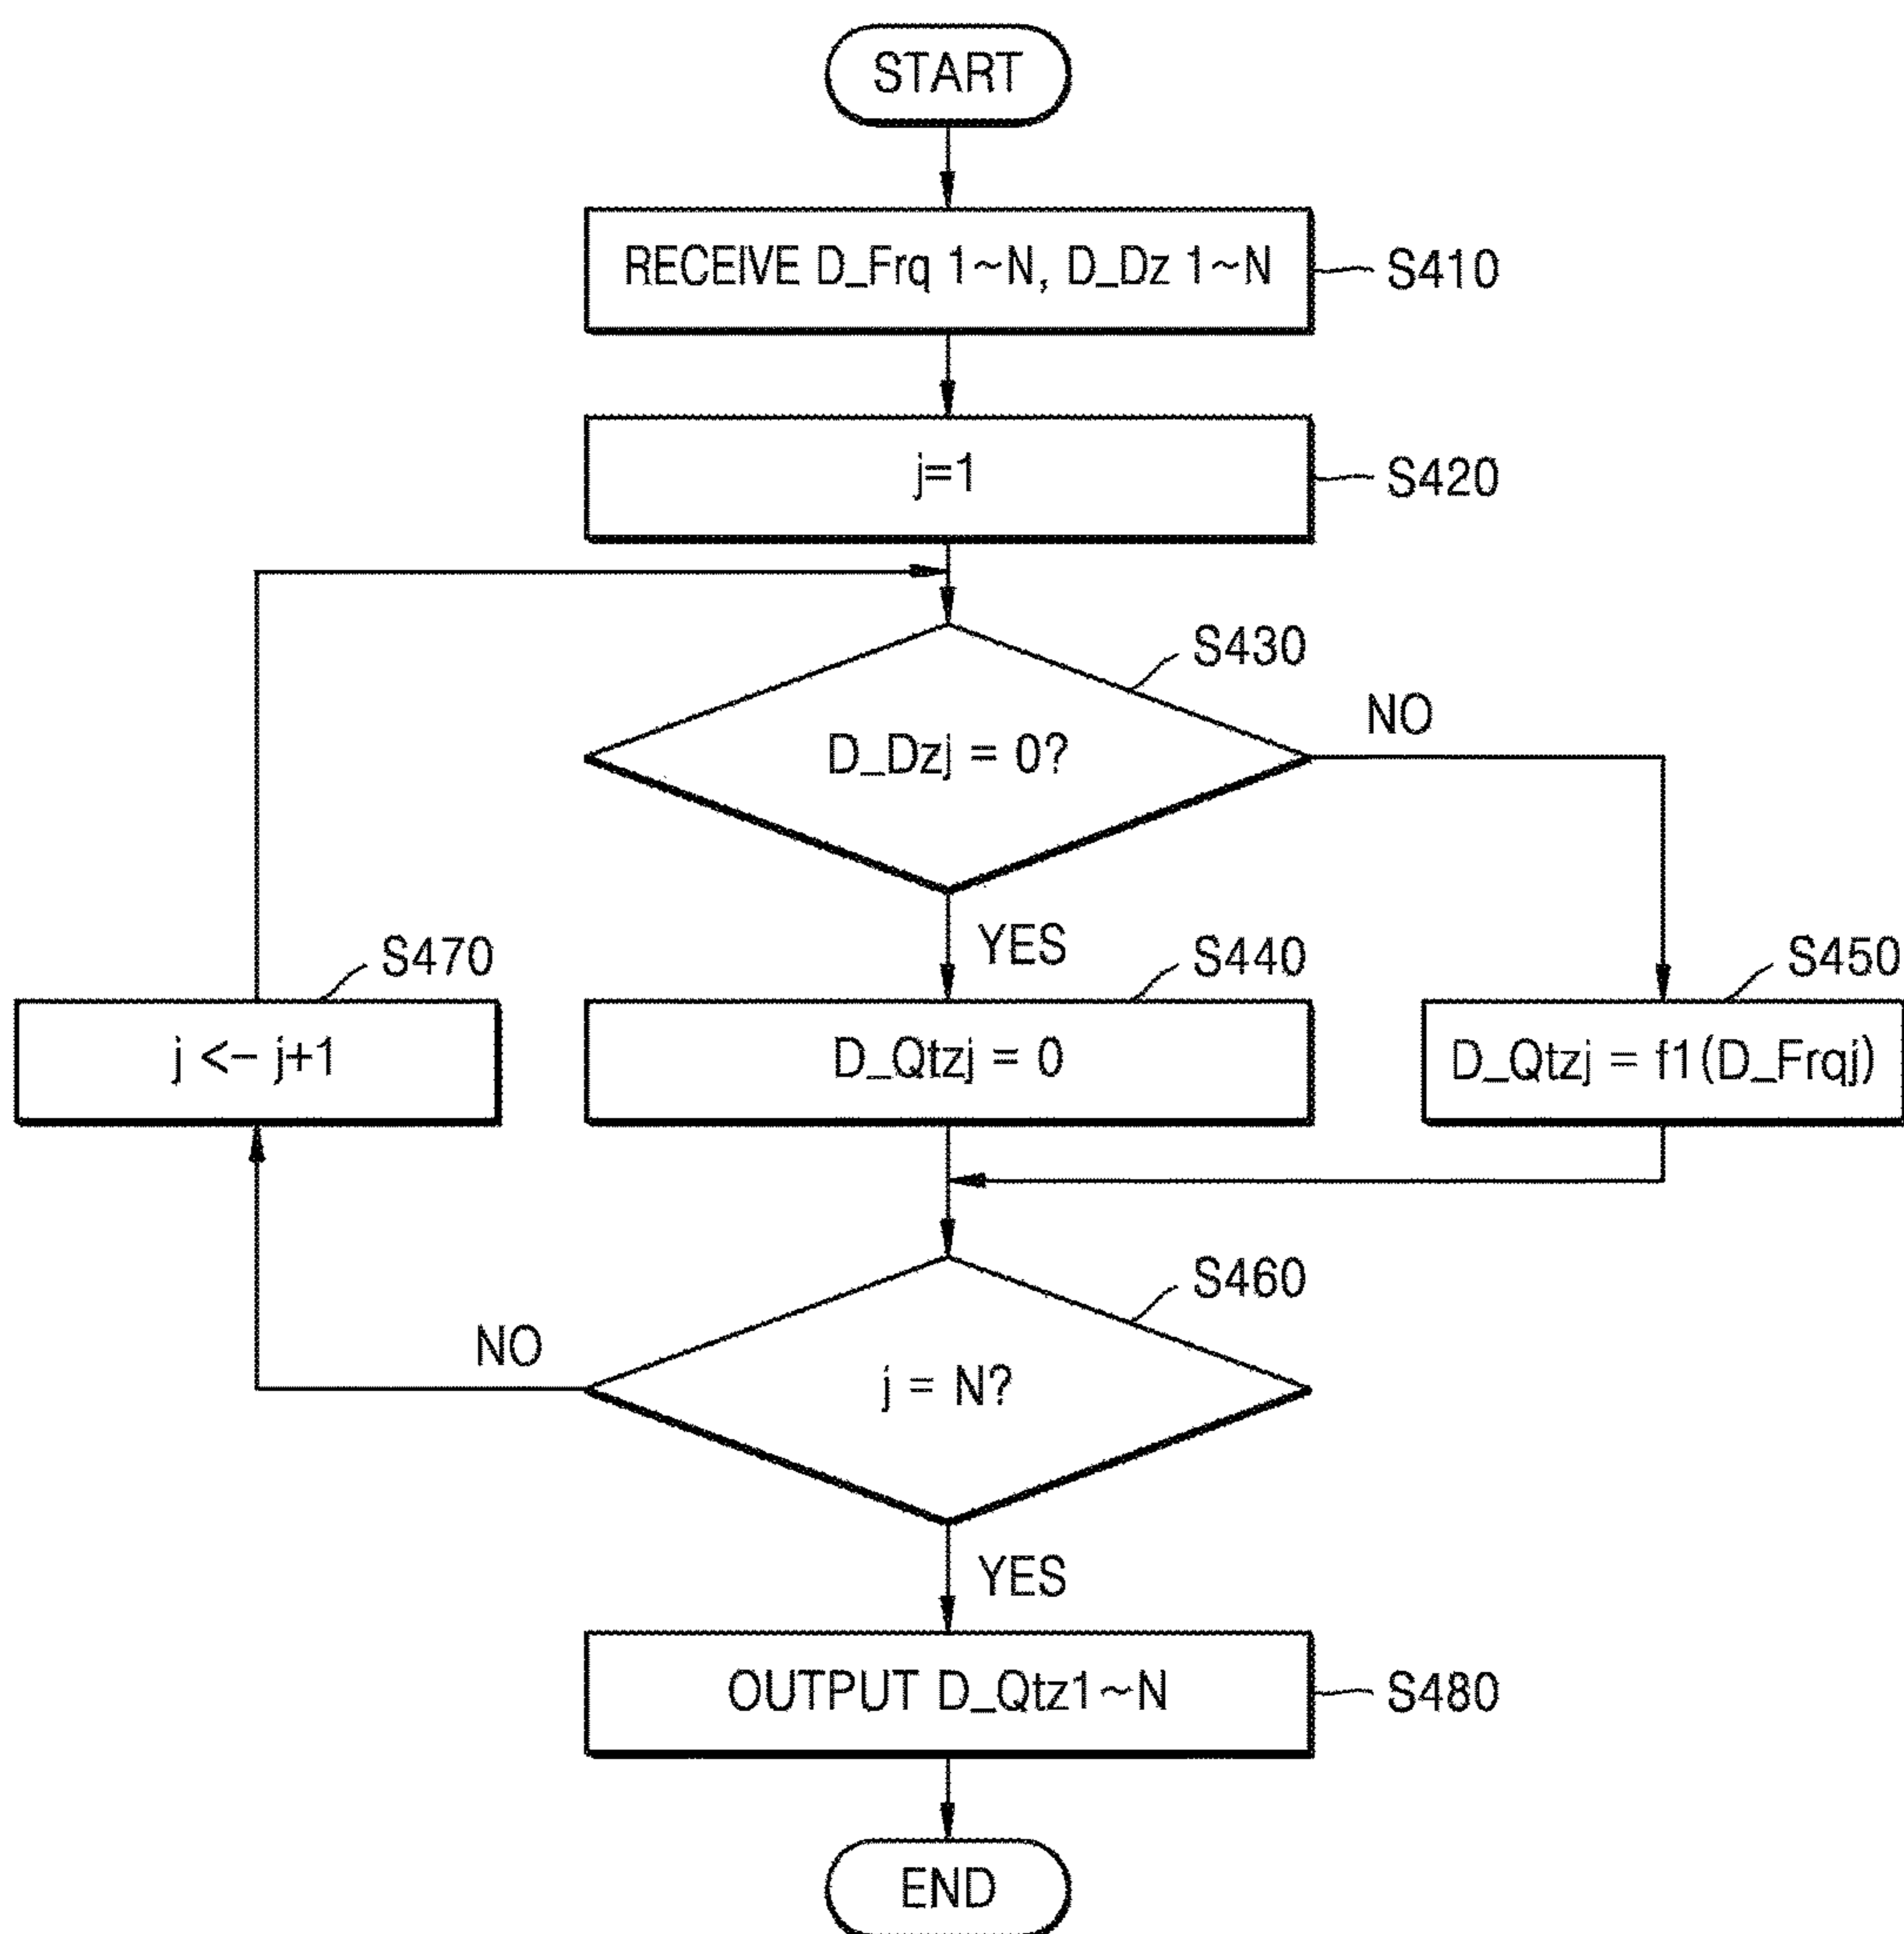 START
RECEIVE D_Frq 1~N, D_Dz 1~N
S410
j=1
S420
S430
D_Dzj = 0?
NO
YES
S470
S440
S450
j <- j+1
D_Qtzj = 0
D_Qtzj = f1(D_Frqj)
S460
NO
j = N?
YES
OUTPUT D_Qtz1~N
S480
END